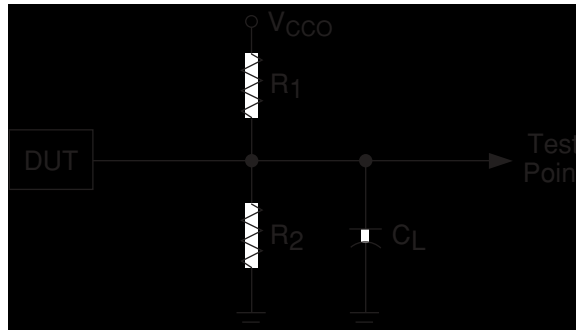 VCCO
R1
DUT
Test
Point
R2
CL